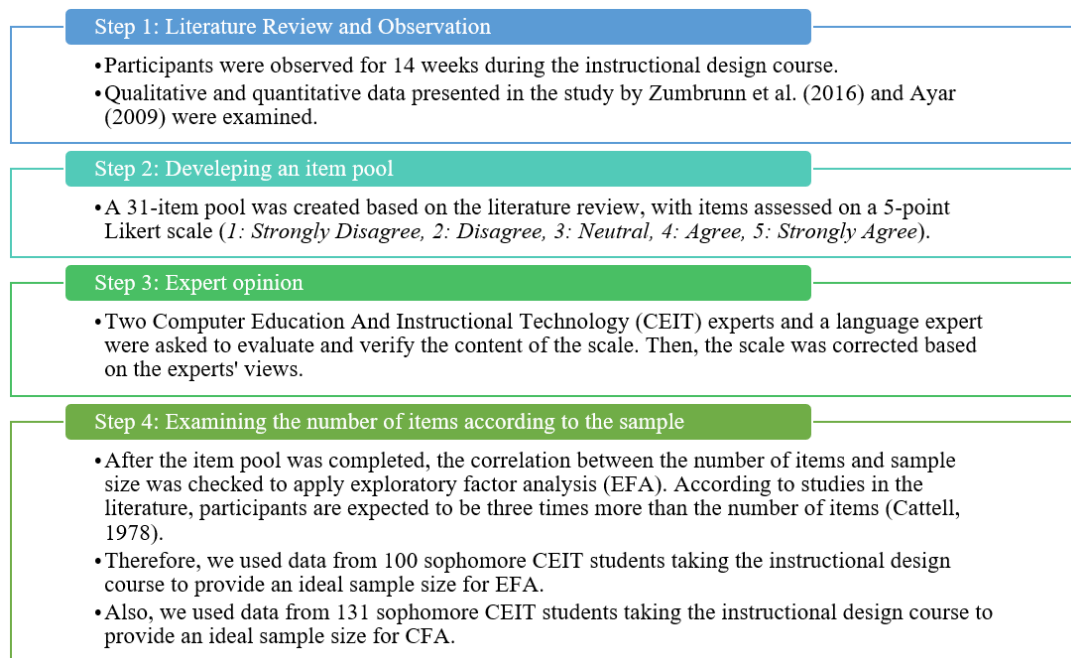 Step 1: Literature Review and Observation
•Participants were observed for 14 weeks during the instructional design course.
•Qualitative and quantitative data presented in the study by Zumbrunn et al. (2016) and Ayar
(2009) were examined.
Step 2: Develeping an item pool
•A 31-item pool was created based on the literature review, with items assessed on a 5-point
Likert scale (1: Strongly Disagree, 2: Disagree, 3: Neutral, 4: Agree, 5: Strongly Agree).
Step 3: Expert opinion
•Two Computer Education And Instructional Technology (CEIT) experts and a language expert
were asked to evaluate and verify the content of the scale. Then, the scale was corrected based
on the experts' views.
Step 4: Examining the number of items according to the sample
•After the item pool was completed, the correlation between the number of items and sample
size was checked to apply exploratory factor analysis (EFA). According to studies in the
literature, participants are expected to be three times more than the number of items (Cattell,
1978).
•Therefore, we used data from 100 sophomore CEIT students taking the instructional design
course to provide an ideal sample size for EFA.
•Also, we used data from 131 sophomore CEIT students taking the instructional design course to
provide an ideal sample size for CFA.